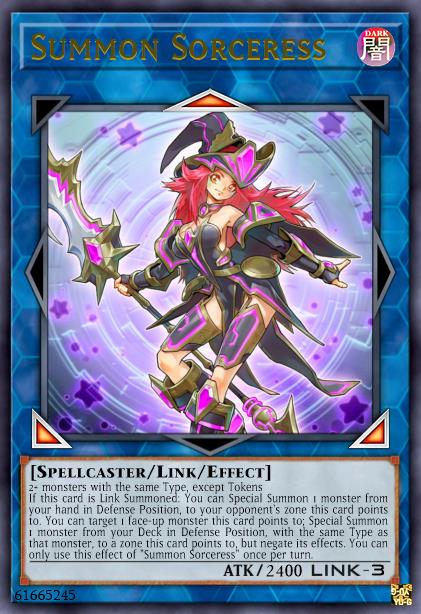 SUMMON SORCERESS
DARK
闇
[SPELLCASTER/LINK/EFFECT]
2+ monsters with the same Type, except Tokens
If this card is Link Summoned: You can Special Summon 1 monster from
your hand in Defense Position, to your opponent's zone this card points
to. You can target 1 face-up monster this card points to; Special Summon
1 monster from your Deck in Defense Position, with the same Type as
that monster, to a zone this card points to, but negate its effects. You can
only use this effect of "Summon Sorceress" once per turn.
ATK/2400 LINK-3
61665245